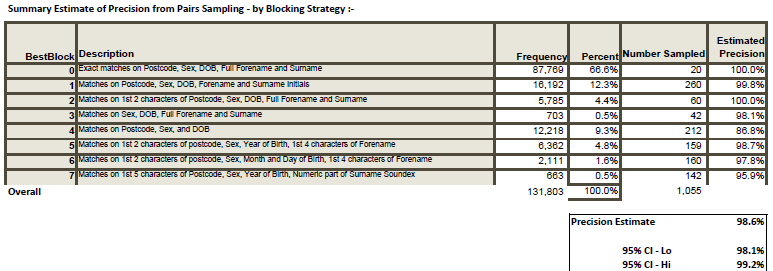 Summary Estimate of Precision from Pairs Sampling - by Blocking Strategy :-
BestBlock Description Frequency Percent Number Sampled Estimated Precision
0 Exact matches on Postcode, Sex, DOB, Full Forename and Surname 87,769 66.6% 20 100.0%
1 Matches on Postcode, Sex, DOB, Forename and Surname Initials 16,192 12.3% 260 99.8%
2 Matches on 1st 2 characters of Postcode, Sex, DOB, Full Forename and Surname 5,785 4.4% 60 100.0%
3 Matches on Sex, DOB, Full Forename and Surname 703 0.5% 42 98.1%
4 Matches on Postcode, Sex, and DOB 12,218 9.3% 212 86.8%
5 Matches on 1st 2 characters of postcode, Sex, Year of Birth, 1st 4 characters of Forename 6,362 4.8% 159 98.7%
6 Matches on 1st 2 characters of postcode, Sex, Month and Day of Birth, 1st 4 characters of Forename 2,111 1.6% 160 97.8%
7 Matches on 1st 5 characters of Postcode, Sex, Year of Birth, Numeric part of Surname Soundex 663 0.5% 142 95.9%
Overall 131,803 100.0% 1,055
Precision Estimate 98.6%
95% CI - Lo 98.1%
95% CI - Hi 99.2%